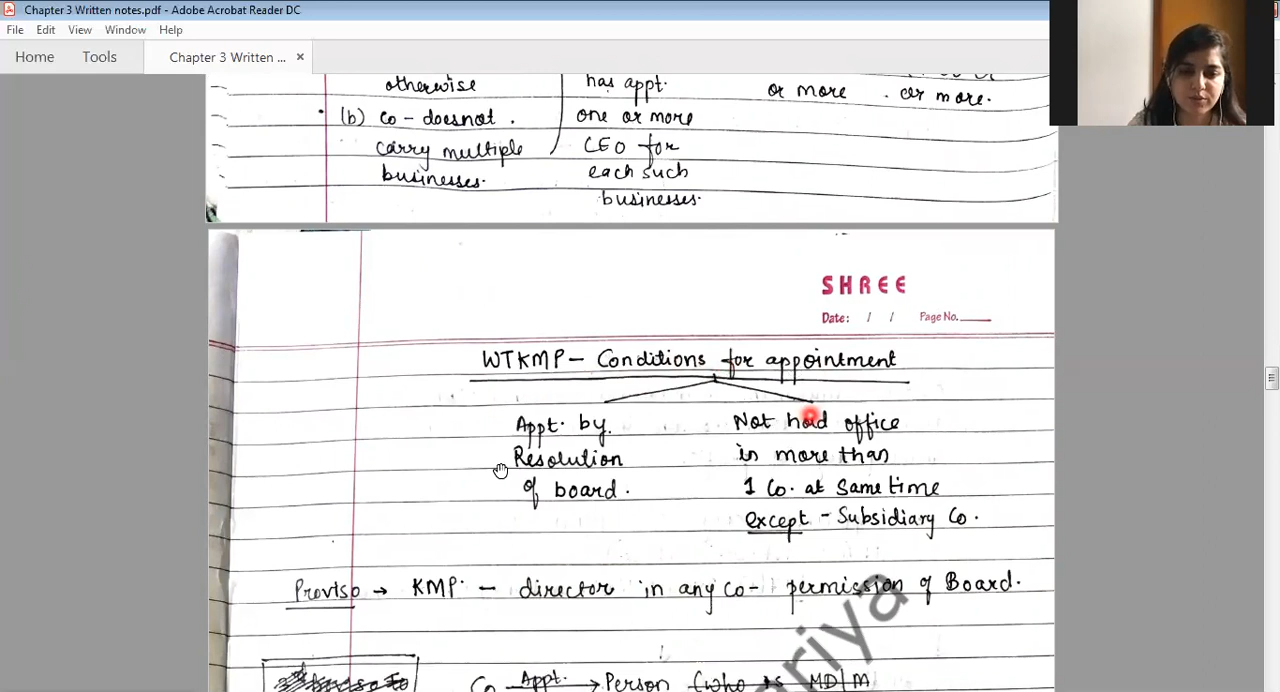 Chapter 3 Written notes.pdf - Adobe Acrobat Reader DC
File Edit View Window Help
Home Tools Chapter 3 Written ... ×
otherwise
(b) Co - doesnot .
carry multiple
businesses.
has appt.
one or more
CEO for
each such
businesses.
or more
or more.
SHREE
Date: / / Page No.
WTKMP - Conditions for appointment
Appt. by.
Resolution
of board.
Not hold office
in more than
1 Co. at Same time
except - Subsidiary Co.
Proviso → KMP. - director in any Co - permission of Board.
Co Appt. → Person (who is MD/M